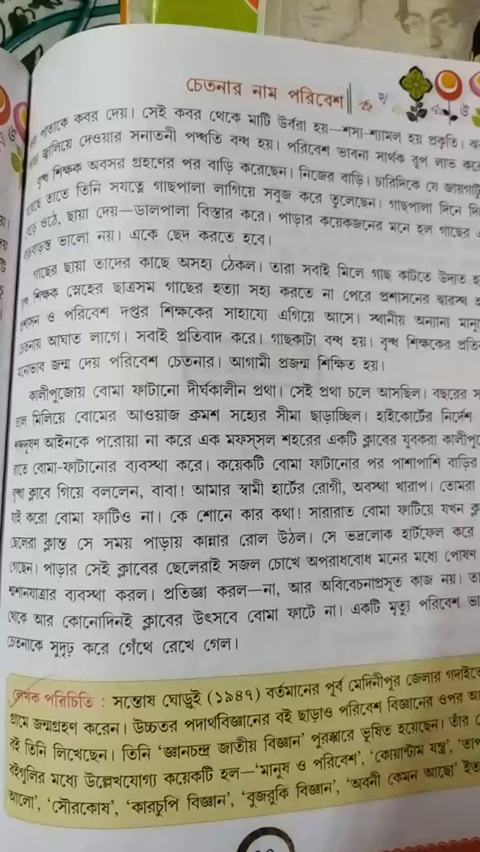 চেতনার নাম পরিবেশ
পাতাকে কবর দেয়। সেই কবর থেকে মাটি উর্বরা হয়—শস্য-শ্যামল হয় প্রকৃতি।
জ্বালিয়ে দেওয়ার সনাতনী পদ্ধতি বন্ধ হয়। পরিবেশ ভাবনা সার্থক রূপ লাভ
বৃদ্ধ শিক্ষক অবসর গ্রহণের পর বাড়ি করেছেন। নিজের বাড়ি। চারিদিকে যে
তাতে তিনি সযত্নে গাছপালা লাগিয়ে সবুজ করে তুলেছেন। গাছপালা দিনে
ওঠে, ছায়া দেয়—ডালপালা বিস্তার করে। পাড়ার কয়েকজনের মনে হল গাছের
ভালো নয়। একে ছেদ করতে হবে।
গাছের ছায়া তাদের কাছে অসহ্য ঠেকল। তারা সবাই মিলে গাছ কাটতে উদ্যত
শিক্ষক স্নেহের ছাত্রসম গাছের হত্যা সহ্য করতে না পেরে প্রশাসনের দ্বারস্থ
ও পরিবেশ দপ্তর শিক্ষকের সাহায্যে এগিয়ে আসে। স্থানীয় অন্যান্য
চেতনায় আঘাত লাগে। সবাই প্রতিবাদ করে। গাছকাটা বন্ধ হয়। বৃদ্ধ শিক্ষকের
জন্ম দেয় পরিবেশ চেতনার। আগামী প্রজন্ম শিক্ষিত হয়।
কালীপুজোয় বোমা ফাটানো দীর্ঘকালীন প্রথা। সেই প্রথা চলে আসছিল। বছরের
তাল মিলিয়ে বোমের আওয়াজ ক্রমশ সহ্যের সীমা ছাড়াচ্ছিল। হাইকোর্টের নির্দেশ
শব্দদূষণ আইনকে পরোয়া না করে এক মফস্সল শহরের একটি ক্লাবের যুবকরা
রাতে বোমা-ফাটানোর ব্যবস্থা করে। কয়েকটি বোমা ফাটানোর পর পাশাপাশি বাড়ির
বৃদ্ধা ক্লাবে গিয়ে বললেন, বাবা! আমার স্বামী হার্টের রোগী, অবস্থা খারাপ। তোমরা
যাই করো বোমা ফাটিও না। কে শোনে কার কথা! সারারাত বোমা ফাটিয়ে যখন
ছেলেরা ক্লান্ত সে সময় পাড়ায় কান্নার রোল উঠল। সে ভদ্রলোক হার্টফেল করে
গেছেন। পাড়ার সেই ক্লাবের ছেলেরাই সজল চোখে অপরাধবোধ মনের মধ্যে পোষণ
শ্মশানযাত্রার ব্যবস্থা করল। প্রতিজ্ঞা করল—না, আর অবিবেচনাপ্রসূত কাজ নয়।
থেকে আর কোনোদিনই ক্লাবের উৎসবে বোমা ফাটে না। একটি মৃত্যু পরিবেশ
চেতনাকে সুদৃঢ় করে গেঁথে রেখে গেল।
লেখক পরিচিতি : সন্তোষ ঘোড়ুই (১৯৪৭) বর্তমানের পূর্ব মেদিনীপুর জেলার
গ্রামে জন্মগ্রহণ করেন। উচ্চতর পদার্থবিজ্ঞানের বই ছাড়াও পরিবেশ বিজ্ঞানের ওপর
বই তিনি লিখেছেন। তিনি 'জ্ঞানচন্দ্র জাতীয় বিজ্ঞান' পুরস্কারে ভূষিত হয়েছেন। তাঁর
বইগুলির মধ্যে উল্লেখযোগ্য কয়েকটি হল—'মানুষ ও পরিবেশ', 'কোয়ান্টাম যন্ত্র',
আলো', 'সৌরকোষ', 'কারচুপি বিজ্ঞান', 'বুজরুকি বিজ্ঞান', 'অবনী কেমন আছো'